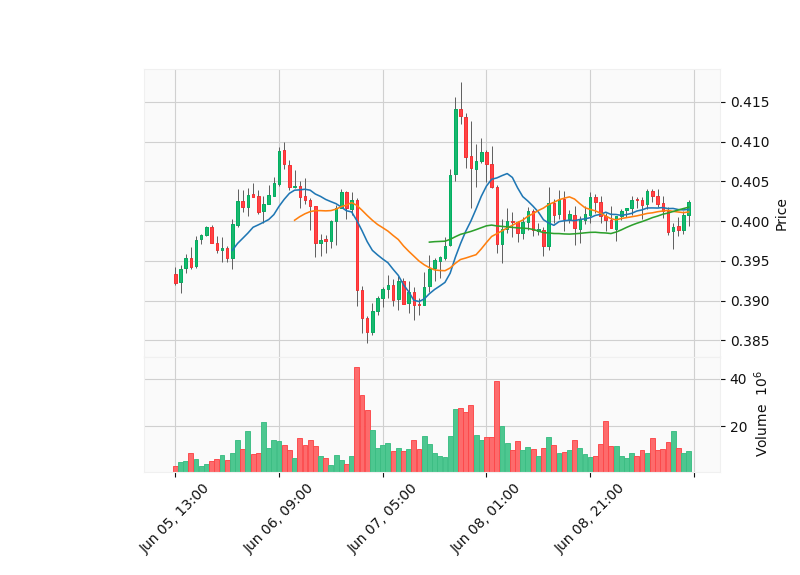 0.415
0.410
0.405
0.400
0.395
0.390
0.385
Price
40
20
Volume 10^6
Jun 05, 13:00
Jun 06, 09:00
Jun 07, 05:00
Jun 08, 01:00
Jun 08, 21:00